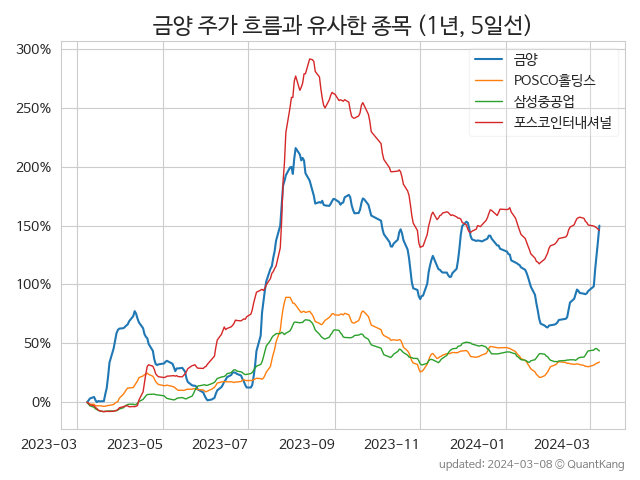 금양 주가 흐름과 유사한 종목 (1년, 5일선)
300%
250%
200%
150%
100%
50%
0%
금양
POSCO홀딩스
삼성중공업
포스코인터내셔널
2023-03 2023-05 2023-07 2023-09 2023-11 2024-01 2024-03
updated: 2024-03-08 © QuantKang